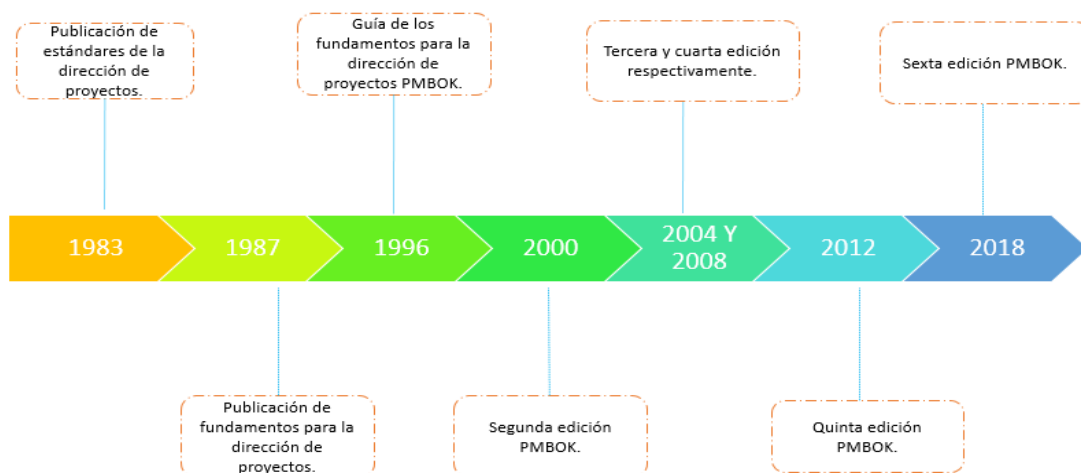 Publicación de
estándares de la
dirección de
proyectos.
Guía de los
fundamentos para la
dirección de
proyectos PMBOK.
Tercera y cuarta edición
respectivamente.
Sexta edición PMBOK.
1983
1987
1996
2000
2004 Y
2008
2012
2018
Publicación de
fundamentos para la
dirección de
proyectos.
Segunda edición
PMBOK.
Quinta edición
PMBOK.